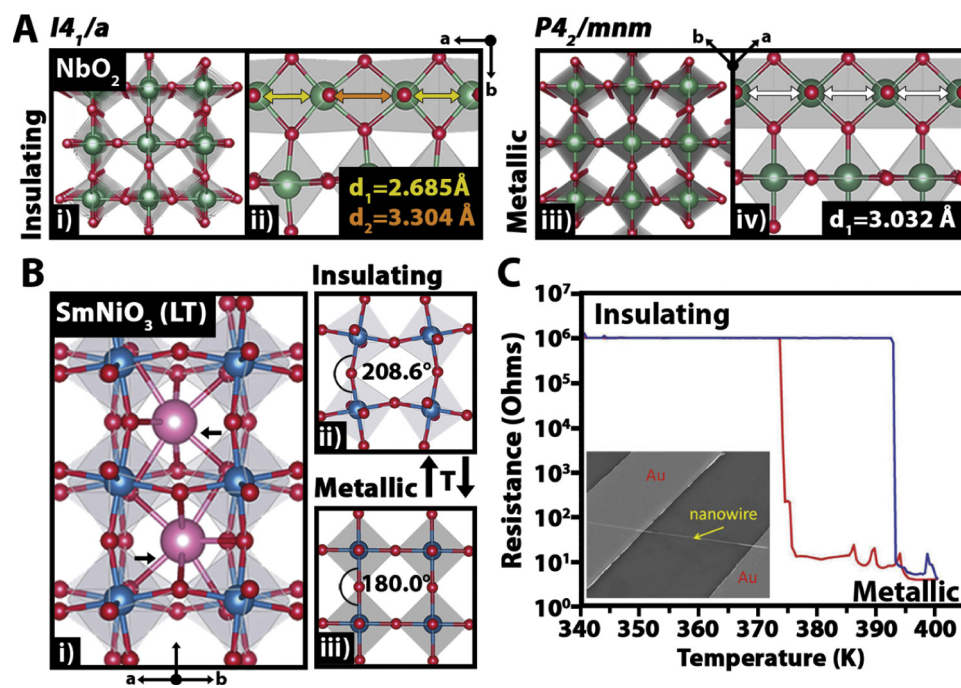 A
I4₁/a
P4₂/mnm
NbO₂
Insulating
i)
ii)
a
b
d₁=2.685Å
d₂=3.304 Å
Metallic
iii)
iv)
b
a
d₁=3.032 Å
B
SmNiO₃ (LT)
i)
a
b
Insulating
208.6°
ii)
Metallic
T
180.0°
iii)
C
Resistance (Ohms)
10⁷
10⁶
10⁵
10⁴
10³
10²
10¹
10⁰
Insulating
Au
nanowire
Au
Metallic
340 350 360 370 380 390 400
Temperature (K)